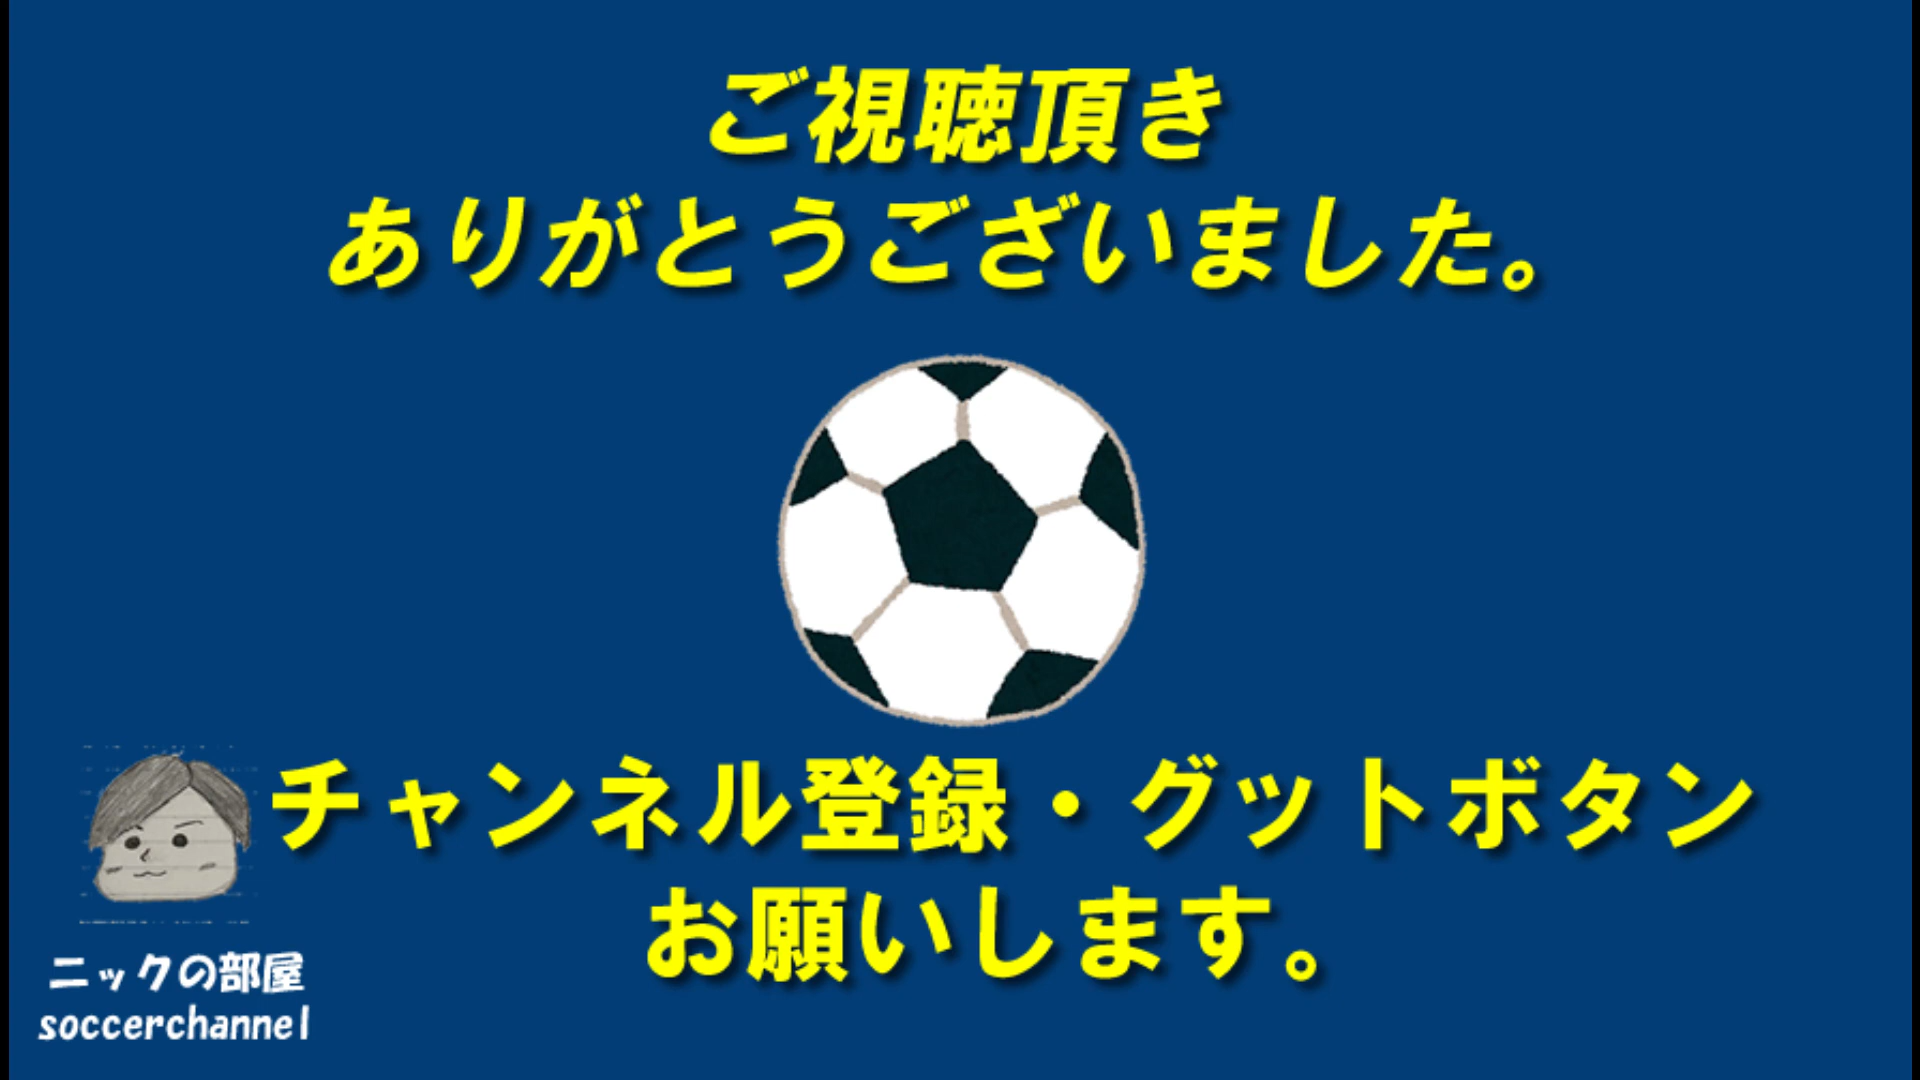 ご視聴頂き
ありがとうございました。
チャンネル登録・グットボタン
お願いします。
ニックの部屋
soccerchannel